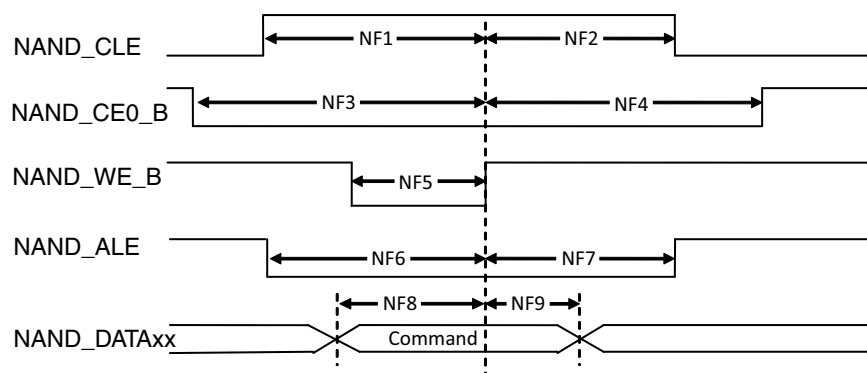 NAND_CLE NF1 NF2
NAND_CE0_B NF3 NF4
NAND_WE_B NF5
NAND_ALE NF6 NF7
NF8 NF9
NAND_DATAxx Command